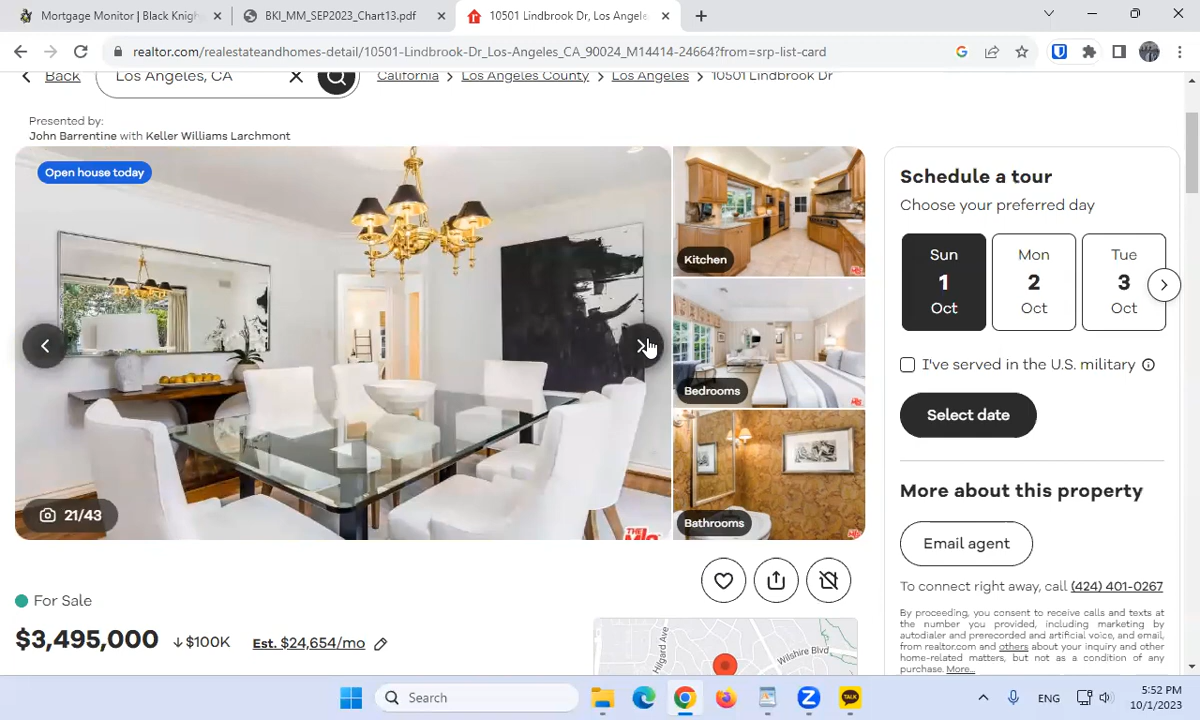 Mortgage Monitor | Black Knigh
BKI_MM_SEP2023_Chart13.pdf
10501 Lindbrook Dr, Los Angele
realtor.com/realestateandhomes-detail/10501-Lindbrook-Dr_Los-Angeles_CA_90024_M14414-24664?from=srp-list-card
Back
Los Angeles, CA
California > Los Angeles County > Los Angeles > 10501 Lindbrook Dr
Presented by:
John Barrentine with Keller Williams Larchmont
Open house today
21/43
THE MLS
Kitchen
Bedrooms
Bathrooms
Schedule a tour
Choose your preferred day
Sun
1
Oct
Mon
2
Oct
Tue
3
Oct
I've served in the U.S. military
Select date
More about this property
Email agent
To connect right away, call (424) 401-0267
By proceeding, you consent to receive calls and texts at
the number you provided, including marketing by
autodialer and prerecorded and artificial voice, and email,
from realtor.com and others about your inquiry and other
home-related matters, but not as a condition of any
purchase. More...
For Sale
$3,495,000
↓$100K
Est. $24,654/mo
Hilgard Ave
Wilshire Blvd
Search
TALK
ENG
5:52 PM
10/1/2023